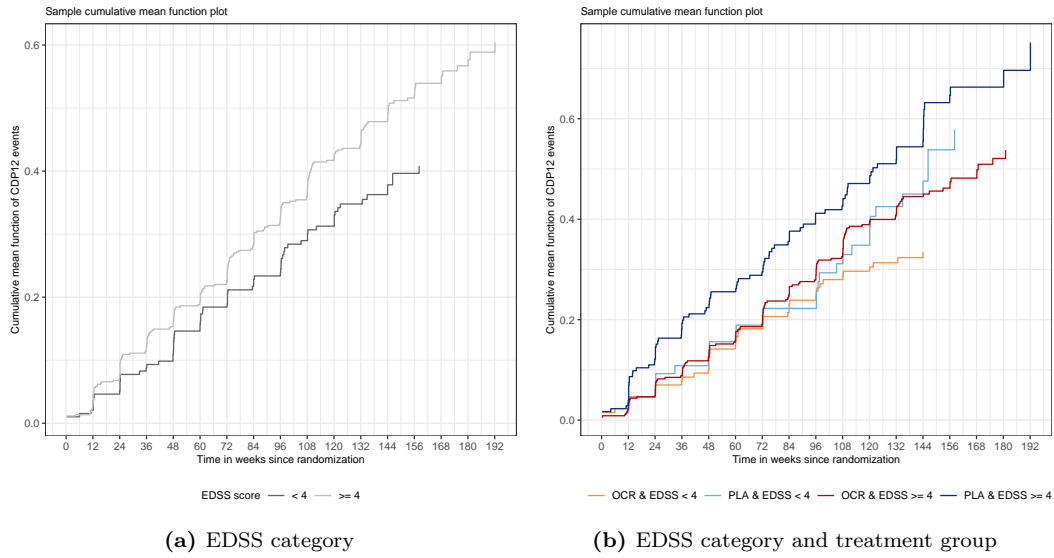 Sample cumulative mean function plot
Cumulative mean function of CDP12 events
0.6
0.4
0.2
0.0
0 12 24 36 48 60 72 84 96 108 120 132 144 156 168 180 192
Time in weeks since randomization
EDSS score < 4 >= 4
(a) EDSS category
Sample cumulative mean function plot
Cumulative mean function of CDP12 events
0.6
0.4
0.2
0.0
0 12 24 36 48 60 72 84 96 108 120 132 144 156 168 180 192
Time in weeks since randomization
OCR & EDSS < 4 PLA & EDSS < 4 OCR & EDSS >= 4 PLA & EDSS >= 4
(b) EDSS category and treatment group